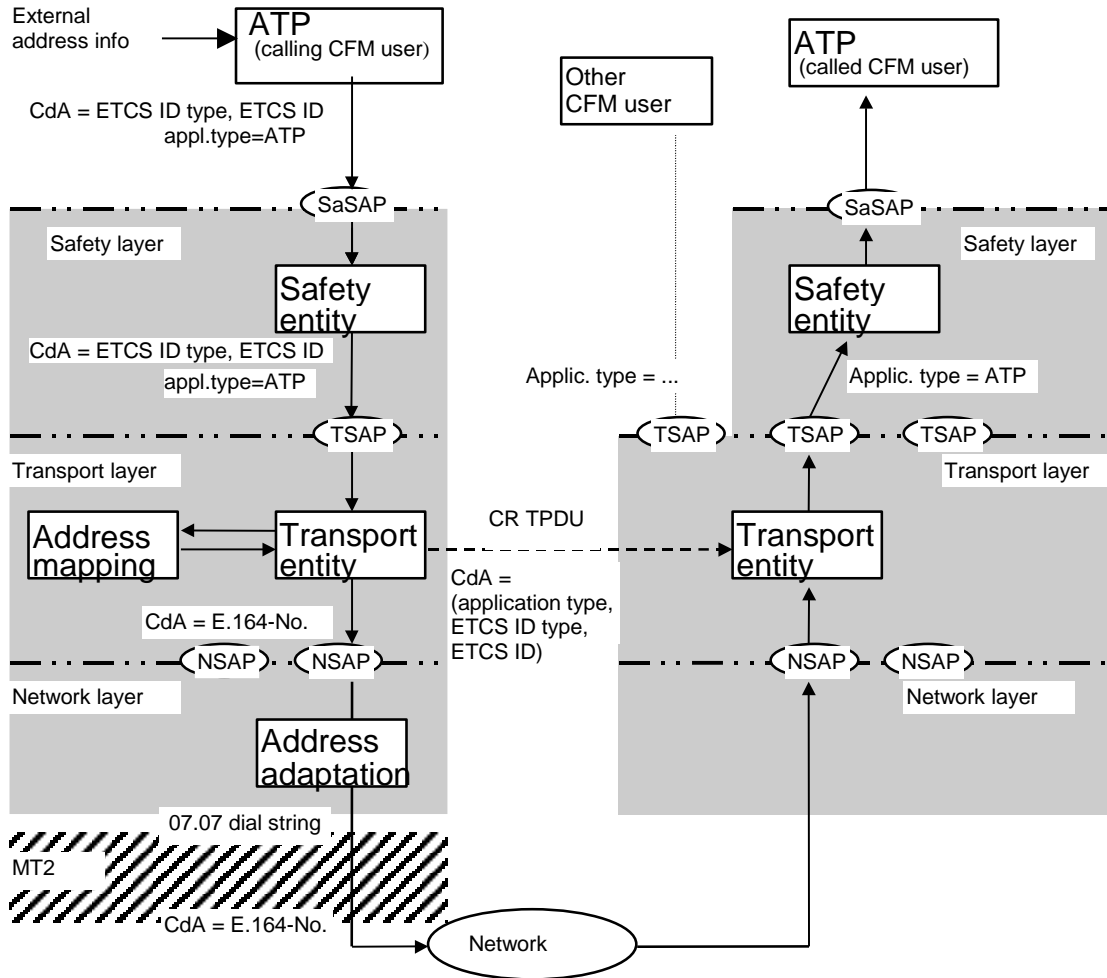 External
address info
ATP
(calling CFM user)
CdA = ETCS ID type, ETCS ID
appl.type=ATP
SaSAP
Safety layer
Safety
entity
CdA = ETCS ID type, ETCS ID
appl.type=ATP
TSAP
Transport layer
Address
mapping
Transport
entity
CdA = E.164-No.
NSAP
NSAP
Network layer
Address
adaptation
07.07 dial string
MT2
CdA = E.164-No.
Network
CR TPDU
CdA =
(application type,
ETCS ID type,
ETCS ID)
Other
CFM user
Applic. type = ...
TSAP
ATP
(called CFM user)
SaSAP
Safety layer
Safety
entity
Applic. type = ATP
TSAP
TSAP
Transport layer
Transport
entity
NSAP
NSAP
Network layer